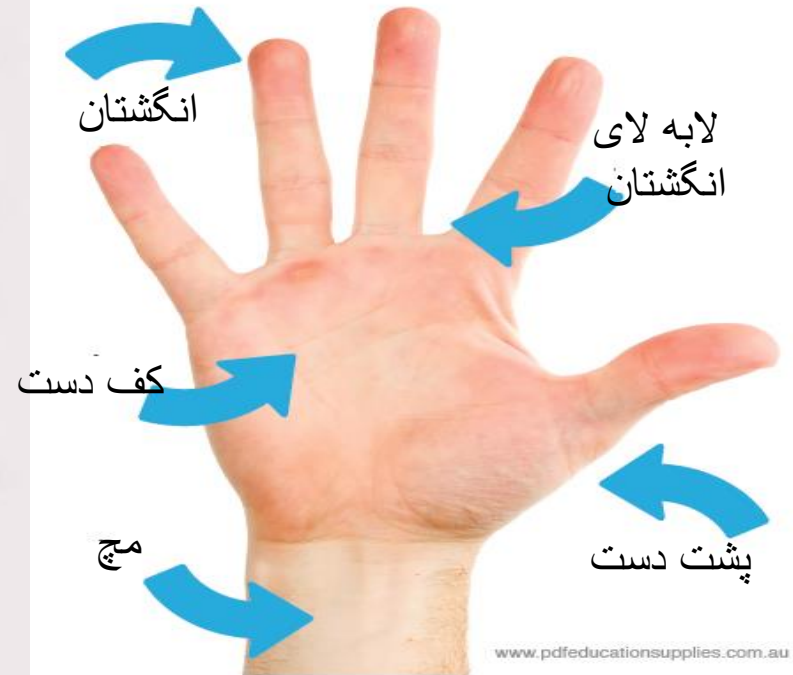 انگشتان
لابه لای
انگشتان
کف دست
مچ
پشت دست
www.pdfeducationsupplies.com.au